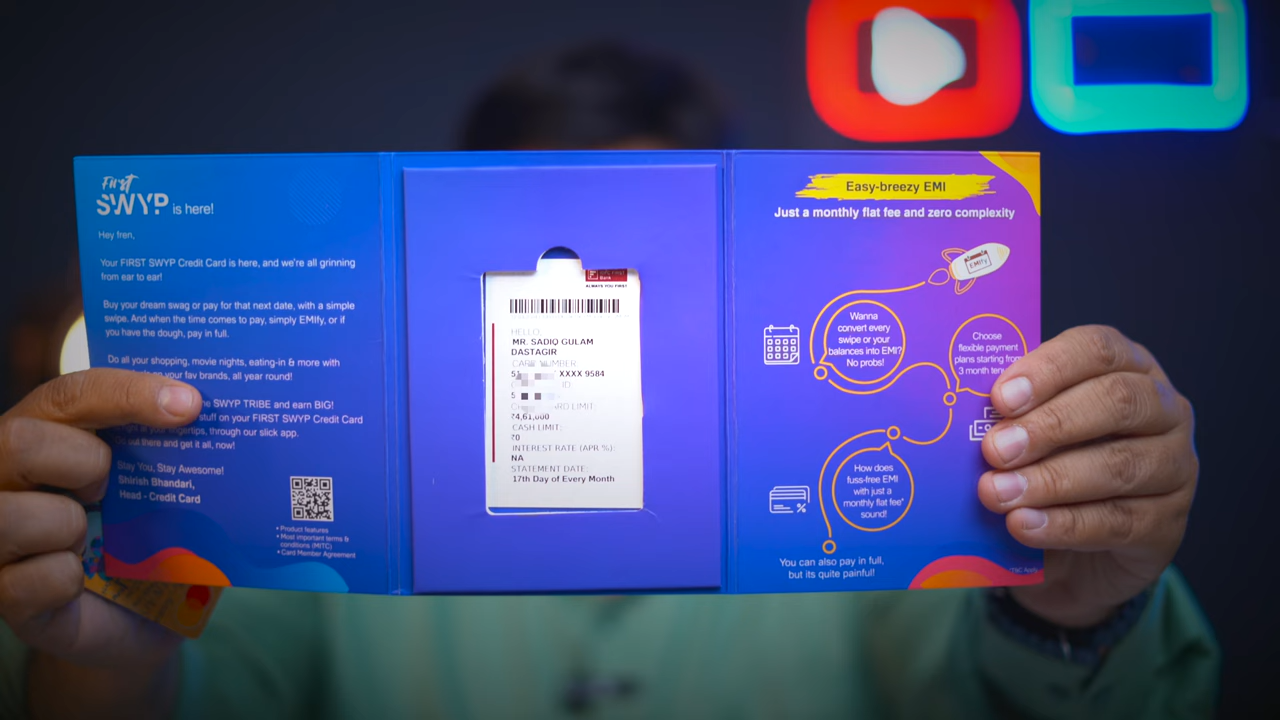 First
SWYP is here!
Hey fren,
Your FIRST SWYP Credit Card is here, and we're all grinning
from ear to ear!
Buy your dream swag or pay for that next date, with a simple
swipe. And when the time comes to pay, simply EMIfy, or if
you have the dough, pay in full.
Do all your shopping, movie nights, eating-in & more with
on your fav brands, all year round!
SWYP TRIBE and earn BIG!
stuff on your FIRST SWYP Credit Card
fingertips, through our slick app.
out there and get it all, now!
Stay You, Stay Awesome!
Shirish Bhandari,
Head - Credit Card
• Product features
• Most important terms &
conditions (MITC)
• Card Member Agreement
Bank
ALWAYS YOU FIRST
HELLO,
MR. SADIQ GULAM
DASTAGIR
CARD NUMBER
5 XXXX 9584
ID
5
LIMIT:
₹4,61,000
CASH LIMIT:
₹0
INTEREST RATE (APR %):
NA
STATEMENT DATE:
17th Day of Every Month
Easy-breezy EMI
Just a monthly flat fee and zero complexity
EMIfy
Wanna
convert every
swipe or your
balances into EMI?
No probs!
Choose
flexible payment
plans starting from
3 month
How does
fuss-free EMI
with just a
monthly flat fee*
sound!
You can also pay in full,
but its quite painful!